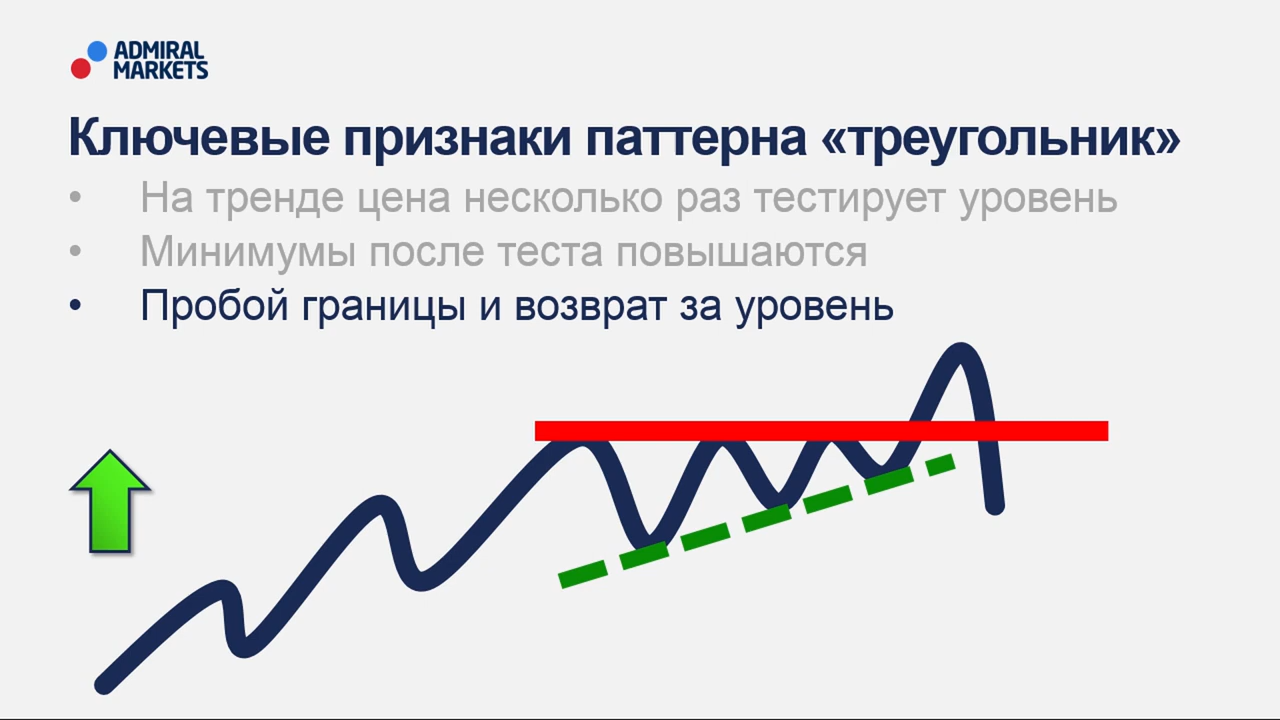 ADMIRAL
MARKETS
Ключевые признаки паттерна «треугольник»
• На тренде цена несколько раз тестирует уровень
• Минимумы после теста повышаются
• Пробой границы и возврат за уровень